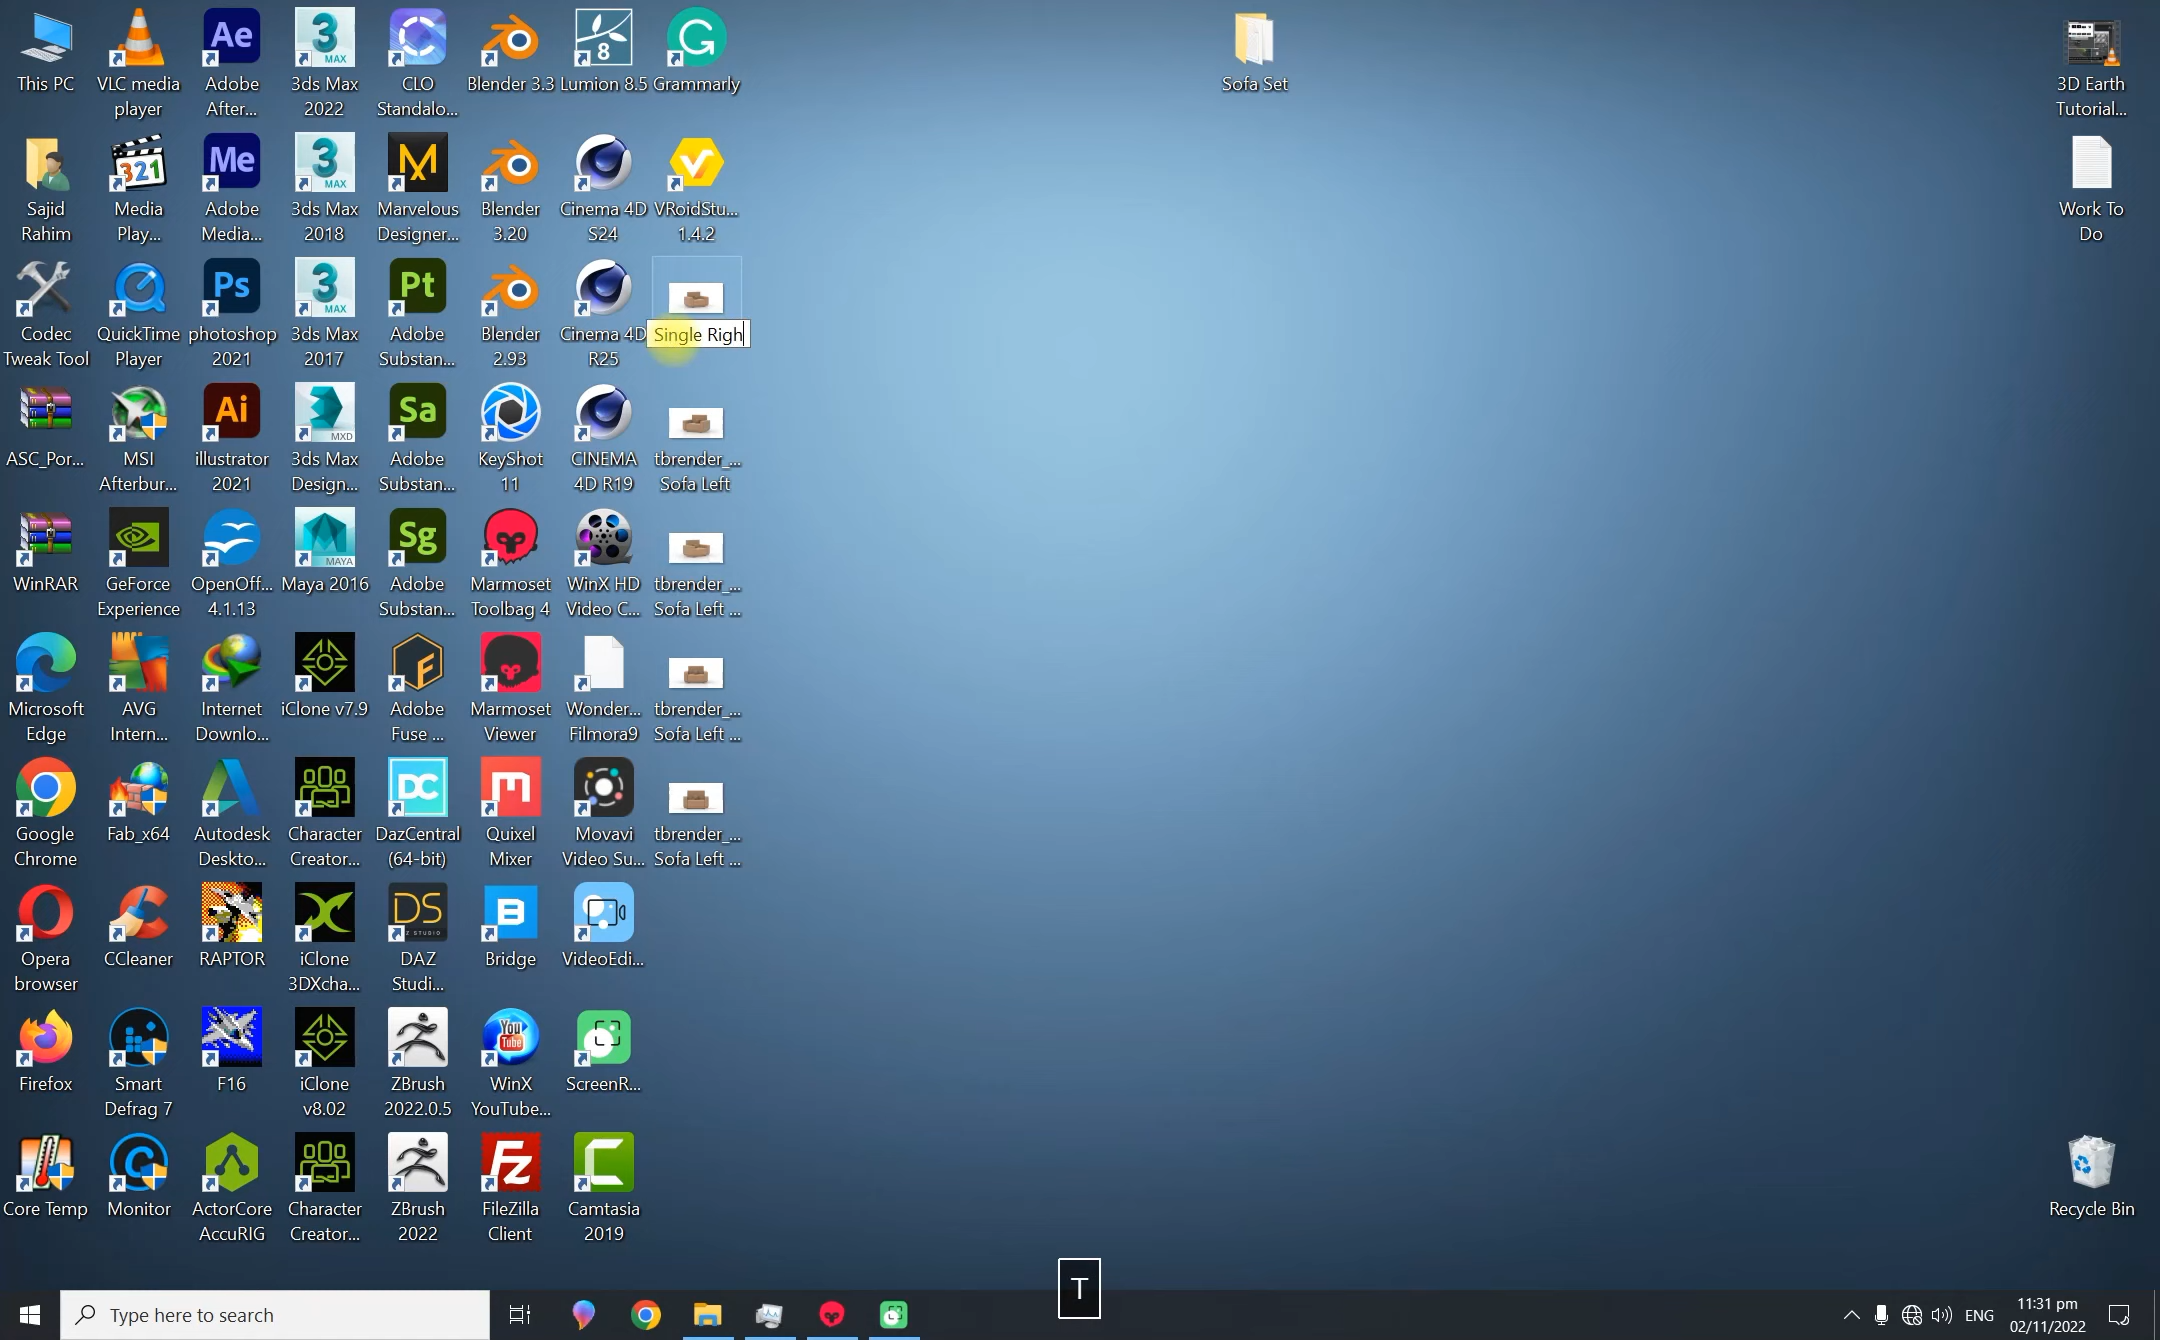 This PC
VLC media
player
Adobe
After...
3ds Max
2022
CLO
Standalo...
Blender 3.3
Lumion 8.5
Grammarly
Sofa Set
3D Earth
Tutorial...
Sajid
Rahim
Media
Play...
Adobe
Media...
3ds Max
2018
Marvelous
Designer...
Blender
3.20
Cinema 4D
S24
VRoidStu...
1.4.2
Work To
Do
Codec
Tweak Tool
QuickTime
Player
photoshop
2021
3ds Max
2017
Adobe
Substan...
Blender
2.93
Cinema 4D
R25
Single Righ
ASC_Por...
MSI
Afterbur...
illustrator
2021
3ds Max
Design...
Adobe
Substan...
KeyShot
11
CINEMA
4D R19
tbrender_...
Sofa Left
WinRAR
GeForce
Experience
OpenOff...
4.1.13
Maya 2016
Adobe
Substan...
Marmoset
Toolbag 4
WinX HD
Video C...
tbrender_...
Sofa Left ...
Microsoft
Edge
AVG
Intern...
Internet
Downlo...
iClone v7.9
Adobe
Fuse ...
Marmoset
Viewer
Wonder...
Filmora9
tbrender_...
Sofa Left ...
Google
Chrome
Fab_x64
Autodesk
Deskto...
Character
Creator...
DazCentral
(64-bit)
Quixel
Mixer
Movavi
Video Su...
tbrender_...
Sofa Left ...
Opera
browser
CCleaner
RAPTOR
iClone
3DXcha...
DAZ
Studi...
Bridge
VideoEdi...
Firefox
Smart
Defrag 7
F16
iClone
v8.02
ZBrush
2022.0.5
WinX
YouTube...
ScreenR...
Core Temp
Monitor
ActorCore
AccuRIG
Character
Creator...
ZBrush
2022
FileZilla
Client
Camtasia
2019
Recycle Bin
T
Type here to search
ENG
11:31 pm
02/11/2022